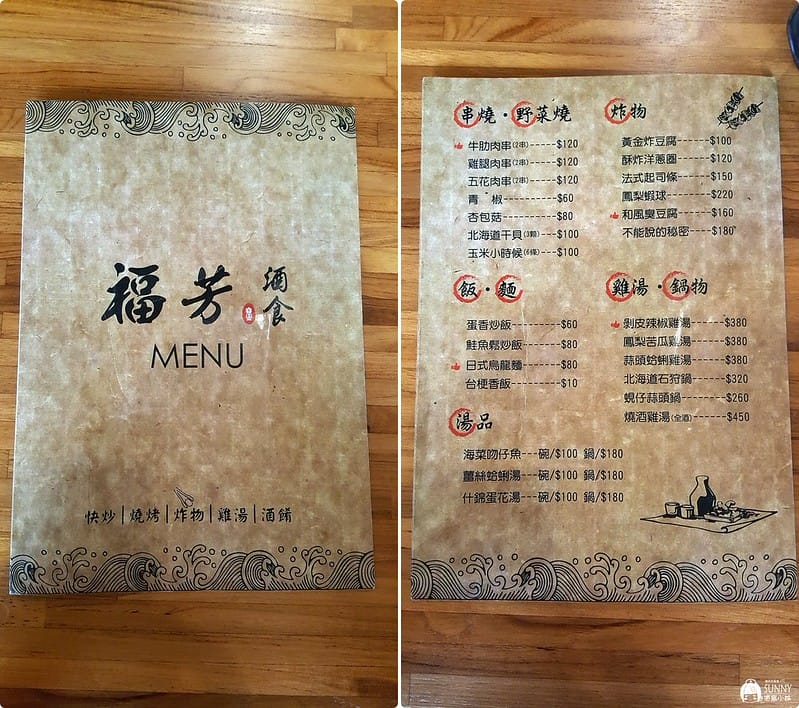 福芳
酒食
MENU
快炒|燒烤|炸物|雞湯|酒餚
串燒・野菜燒
牛肋肉串(2串)---$120
雞腿肉串(2串)---$120
五花肉串(2串)---$120
青 椒---------$60
杏包菇--------$80
北海道干貝(3顆)---$100
玉米小時候(6條)---$100
飯・麵
蛋香炒飯--------$60
鮭魚鬆炒飯------$80
日式烏龍麵------$80
台梗香飯--------$10
湯品
海菜吻仔魚---碗/$100 鍋/$180
薑絲蛤蜊湯---碗/$100 鍋/$180
什錦蛋花湯---碗/$100 鍋/$180
炸物
黃金炸豆腐------$100
酥炸洋蔥圈------$120
法式起司條------$150
鳳梨蝦球--------$220
和風臭豆腐------$160
不能說的秘密----$180
雞湯・鍋物
剝皮辣椒雞湯-----$380
鳳梨苦瓜雞湯-----$380
蒜頭蛤蜊雞湯-----$380
北海道石狩鍋-----$320
蜆仔蒜頭鍋-------$260
燒酒雞湯(全酒)-----$450
SUNNY